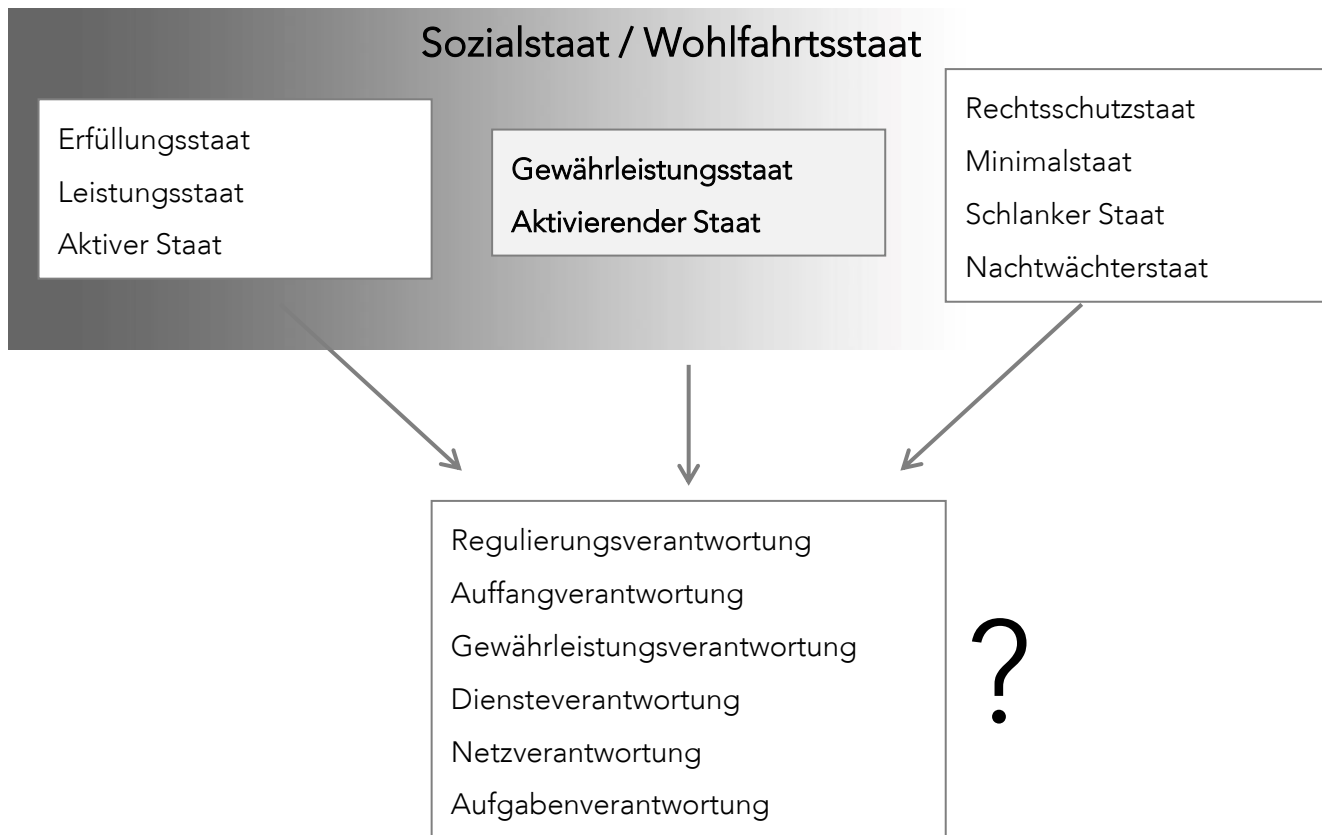 Sozialstaat / Wohlfahrtsstaat
Erfüllungsstaat
Leistungsstaat
Aktiver Staat
Gewährleistungsstaat
Aktivierender Staat
Rechtsschutzstaat
Minimalstaat
Schlanker Staat
Nachtwächterstaat
Regulierungsverantwortung
Auffangverantwortung
Gewährleistungsverantwortung
Diensteverantwortung
Netzverantwortung
Aufgabenverantwortung
?